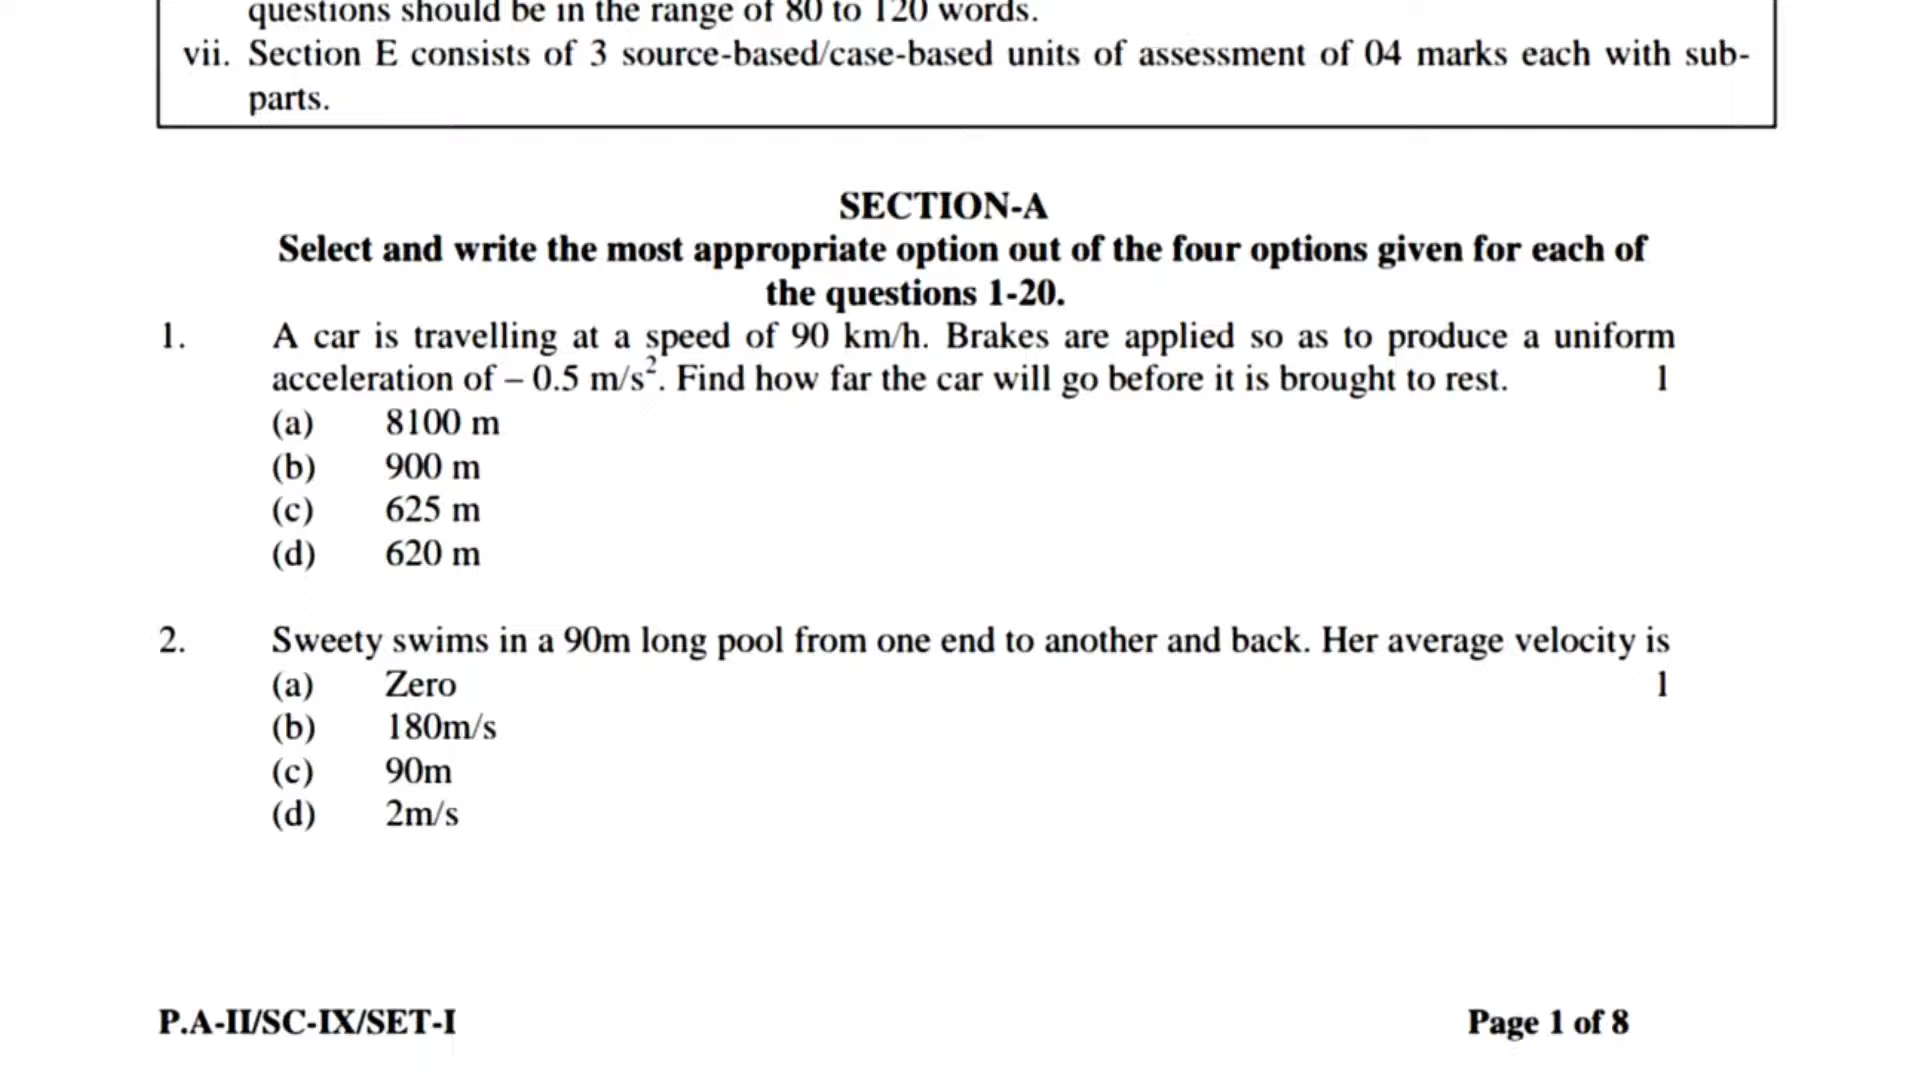 questions should be in the range of 80 to 120 words.
vii. Section E consists of 3 source-based/case-based units of assessment of 04 marks each with sub-
parts.
SECTION-A
Select and write the most appropriate option out of the four options given for each of
the questions 1-20.
1. A car is travelling at a speed of 90 km/h. Brakes are applied so as to produce a uniform
acceleration of – 0.5 m/s². Find how far the car will go before it is brought to rest. 1
(a) 8100 m
(b) 900 m
(c) 625 m
(d) 620 m
2. Sweety swims in a 90m long pool from one end to another and back. Her average velocity is
(a) Zero 1
(b) 180m/s
(c) 90m
(d) 2m/s
P.A-II/SC-IX/SET-I Page 1 of 8